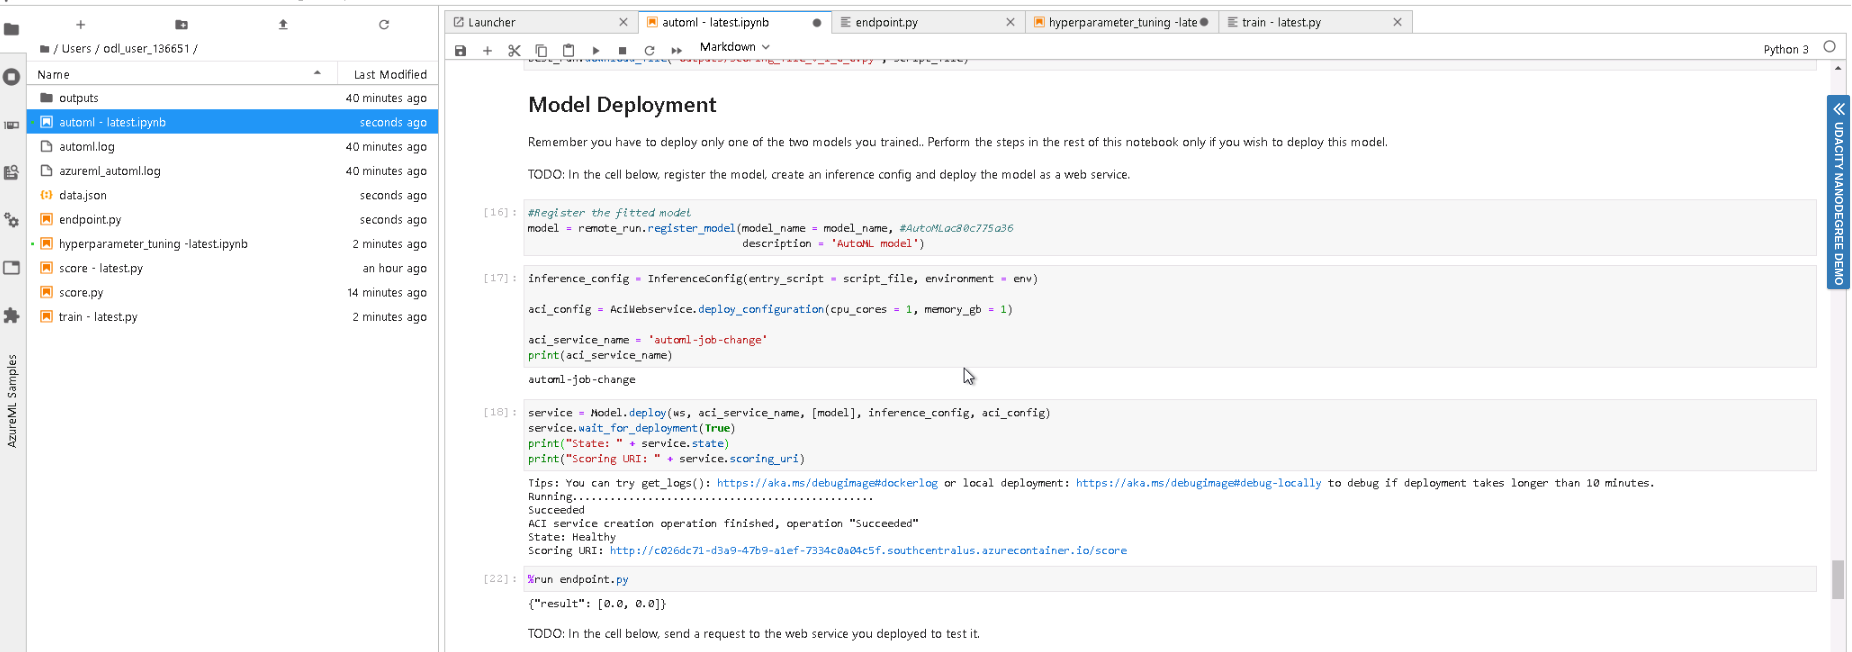 Launcher
automl - latest.ipynb
endpoint.py
hyperparameter_tuning -late
train - latest.py
/ Users / odl_user_136651 /
Markdown
Python 3
Name
Last Modified
outputs 40 minutes ago
automl - latest.ipynb seconds ago
automl.log 40 minutes ago
azureml_automl.log 40 minutes ago
data.json seconds ago
endpoint.py seconds ago
hyperparameter_tuning -latest.ipynb 2 minutes ago
score - latest.py an hour ago
score.py 14 minutes ago
train - latest.py 2 minutes ago
AzureML Samples
Model Deployment
Remember you have to deploy only one of the two models you trained.. Perform the steps in the rest of this notebook only if you wish to deploy this model.
TODO: In the cell below, register the model, create an inference config and deploy the model as a web service.
[16]: #Register the fitted model
model = remote_run.register_model(model_name = model_name, #AutoMLac80c775a36
description = 'AutoML model')
[17]: inference_config = InferenceConfig(entry_script = script_file, environment = env)
aci_config = AciWebservice.deploy_configuration(cpu_cores = 1, memory_gb = 1)
aci_service_name = 'automl-job-change'
print(aci_service_name)
automl-job-change
[18]: service = Model.deploy(ws, aci_service_name, [model], inference_config, aci_config)
service.wait_for_deployment(True)
print("State: " + service.state)
print("Scoring URI: " + service.scoring_uri)
Tips: You can try get_logs(): https://aka.ms/debugimage#dockerlog or local deployment: https://aka.ms/debugimage#debug-locally to debug if deployment takes longer than 10 minutes.
Running................................................
Succeeded
ACI service creation operation finished, operation "Succeeded"
State: Healthy
Scoring URI: http://c026dc71-d3a9-47b9-a1ef-7334c0a04c5f.southcentralus.azurecontainer.io/score
[22]: %run endpoint.py
{"result": [0.0, 0.0]}
TODO: In the cell below, send a request to the web service you deployed to test it.
UDACITY NANODEGREE DEMO